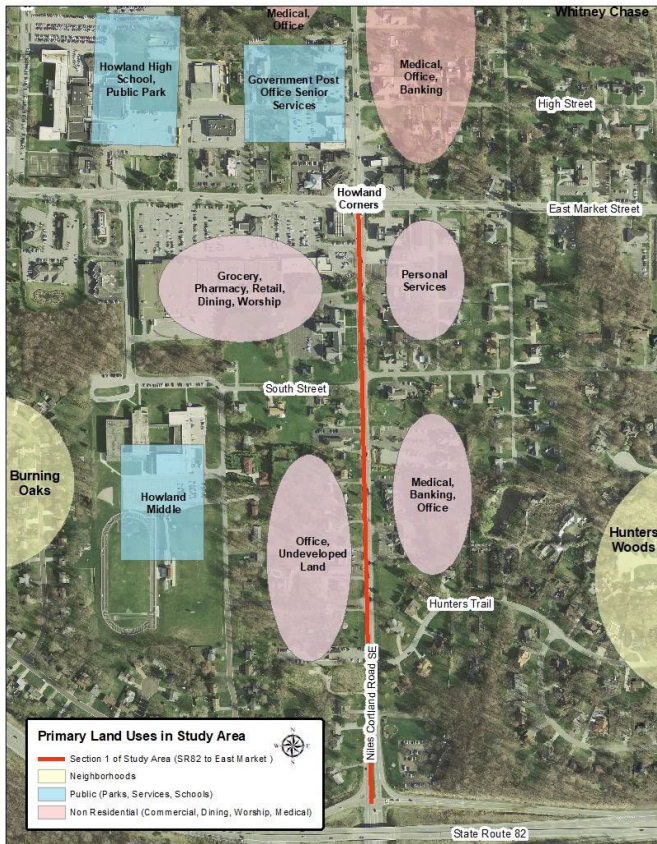 Medical,
Office
Whitney Chase
Howland High
School,
Public Park
Government Post
Office Senior
Services
Medical,
Office,
Banking
High Street
Howland
Corners
East Market Street
Grocery,
Pharmacy, Retail,
Dining, Worship
Personal
Services
South Street
Burning
Oaks
Howland
Middle
Medical,
Banking,
Office
Office,
Undeveloped
Land
Hunters
Woods
Hunters Trail
Niles Cortland Road SE
Primary Land Uses in Study Area
N
W
S
Section 1 of Study Area (SR82 to East Market )
Neighborhoods
Public (Parks, Services, Schools)
Non Residential (Commercial, Dining, Worship, Medical)
State Route 82